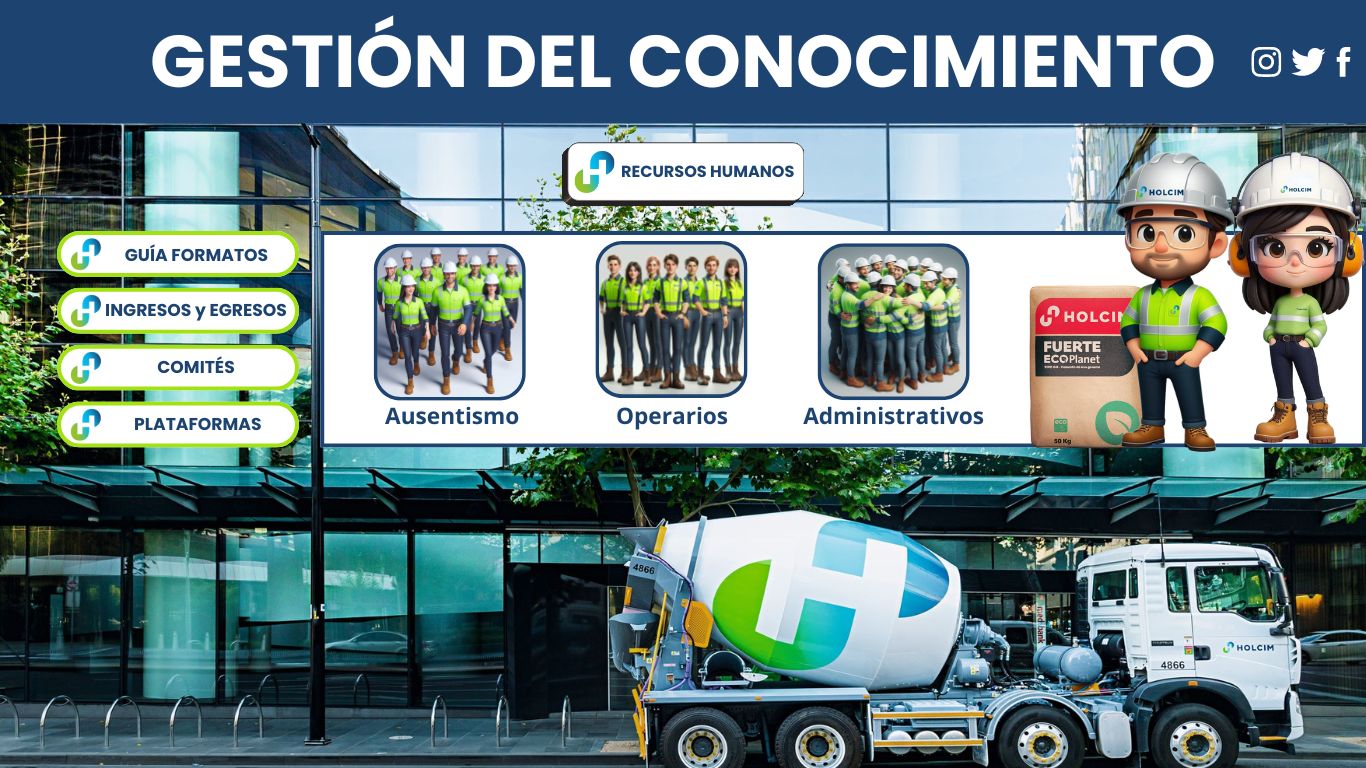 GESTIÓN DEL CONOCIMIENTO
RECURSOS HUMANOS
GUÍA FORMATOS
INGRESOS y EGRESOS
COMITÉS
PLATAFORMAS
Ausentismo
Operarios
Administrativos
HOLCIM
HOLCIM
HOLCIM
FUERTE
ECOPlanet
50 Kg
4866
4866
HOLCIM